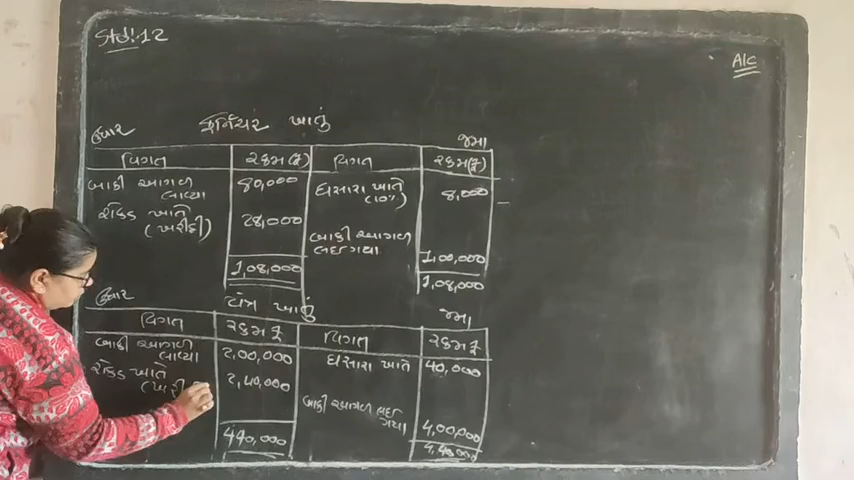 Std:-12
A/C
ઉધાર ફર્નિચર ખાતું જમા
વિગત રકમ(₹) વિગત રકમ(₹)
બાકી આગળ લાવ્યા 80,000 ઘસારા ખાતે (10%) 8,000
રોકડ ખાતે (ખરીદી) 28,000
બાકી આગળ લઈ ગયા 1,00,000
1,08,000 1,08,000
ઉધાર યંત્ર ખાતું જમા
વિગત રકમ ₹ વિગત રકમ ₹
બાકી આગળ લાવ્યા 2,00,000 ઘસારા ખાતે 40,000
રોકડ ખાતે 2,40,000
બાકી આગળ લઈ ગયા 4,00,000
440,000 4,40,000